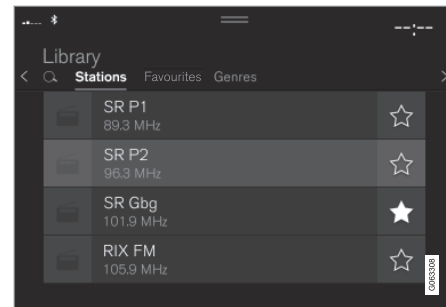 --:--
Library
Stations Favourites Genres
SR P1
89.3 MHz
SR P2
96.3 MHz
SR Gbg
101.9 MHz
RIX FM
105.9 MHz
G063308